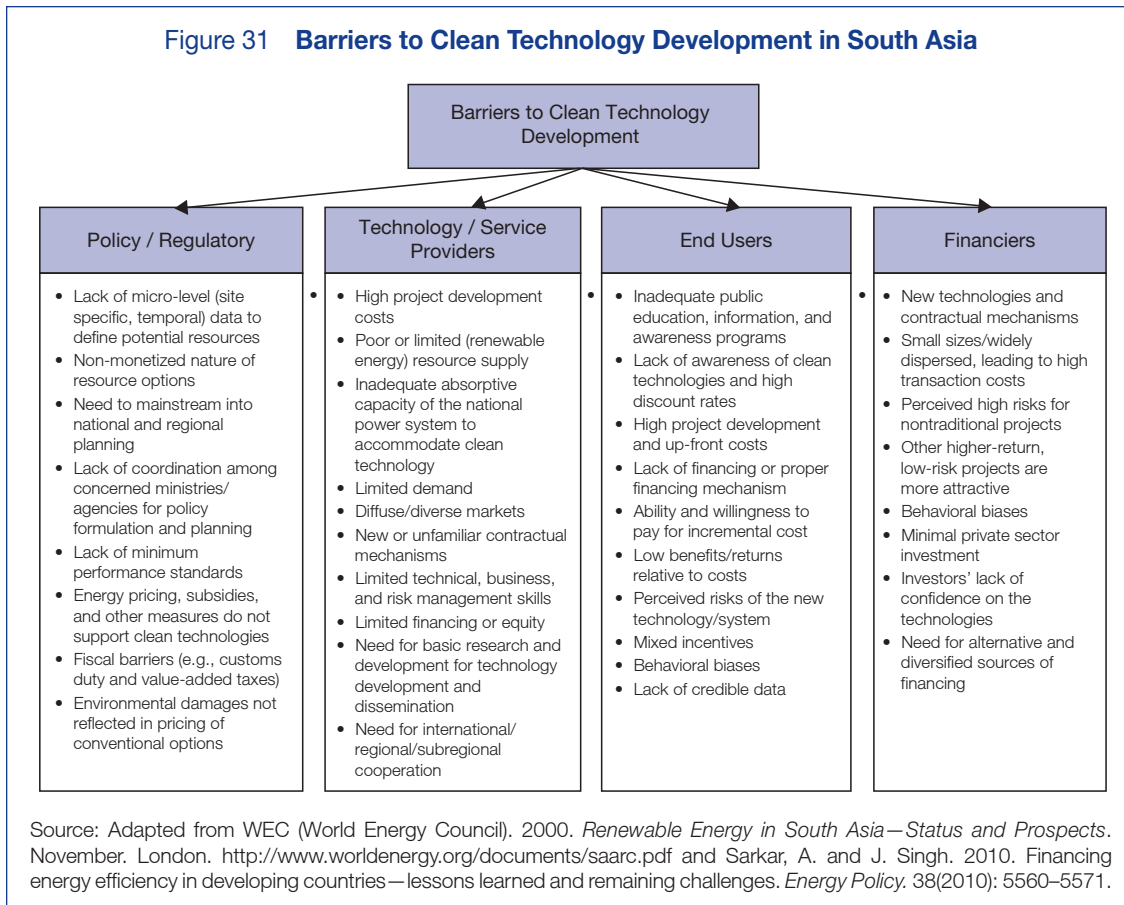 Figure 31 Barriers to Clean Technology Development in South Asia
Barriers to Clean Technology
Development
Policy / Regulatory
• Lack of micro-level (site
specific, temporal) data to
define potential resources
• Non-monetized nature of
resource options
• Need to mainstream into
national and regional
planning
• Lack of coordination among
concerned ministries/
agencies for policy
formulation and planning
• Lack of minimum
performance standards
• Energy pricing, subsidies,
and other measures do not
support clean technologies
• Fiscal barriers (e.g., customs
duty and value-added taxes)
• Environmental damages not
reflected in pricing of
conventional options
Technology / Service
Providers
• High project development
costs
• Poor or limited (renewable
energy) resource supply
• Inadequate absorptive
capacity of the national
power system to
accommodate clean
technology
• Limited demand
• Diffuse/diverse markets
• New or unfamiliar contractual
mechanisms
• Limited technical, business,
and risk management skills
• Limited financing or equity
• Need for basic research and
development for technology
development and
dissemination
• Need for international/
regional/subregional
cooperation
End Users
• Inadequate public
education, information, and
awareness programs
• Lack of awareness of clean
technologies and high
discount rates
• High project development
and up-front costs
• Lack of financing or proper
financing mechanism
• Ability and willingness to
pay for incremental cost
• Low benefits/returns
relative to costs
• Perceived risks of the new
technology/system
• Mixed incentives
• Behavioral biases
• Lack of credible data
Financiers
• New technologies and
contractual mechanisms
• Small sizes/widely
dispersed, leading to high
transaction costs
• Perceived high risks for
nontraditional projects
• Other higher-return,
low-risk projects are
more attractive
• Behavioral biases
• Minimal private sector
investment
• Investors' lack of
confidence on the
technologies
• Need for alternative and
diversified sources of
financing
Source: Adapted from WEC (World Energy Council). 2000. Renewable Energy in South Asia—Status and Prospects.
November. London. http://www.worldenergy.org/documents/saarc.pdf and Sarkar, A. and J. Singh. 2010. Financing
energy efficiency in developing countries—lessons learned and remaining challenges. Energy Policy. 38(2010): 5560–5571.